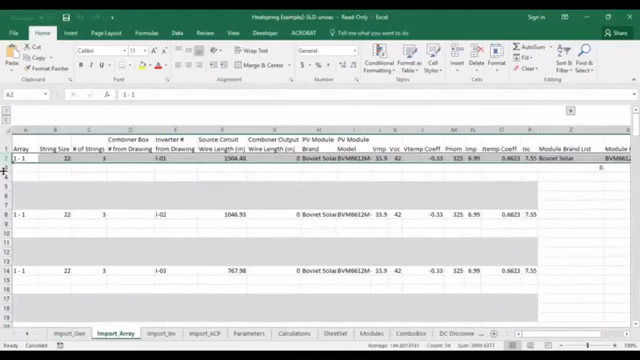 Heatspring Example2-SLD-unirac - Read-Only - Excel
Sign in
File Home Insert Page Layout Formulas Data Review View ACROBAT Tell me what you want to do
Share
Cut
Copy
Format Painter
Clipboard
Calibri 11
Font
Wrap Text
Merge & Center
Alignment
General
Number
Conditional Formatting
Format as Table
Cell Styles
Styles
Insert Delete Format
Cells
AutoSum
Fill
Clear
Sort & Filter
Find & Select
Editing
A2 1 - 1
Array String Size # of Strings Combiner Box # from Drawing Inverter # from Drawing Source Circuit Wire Length (in) Combiner Output Wire Length (in) PV Module Brand PV Module Model Vmp Voc Vtemp Coeff Pnom Imp Itemp Coeff Isc Module Brand List Module
1 - 1 22 3 I-01 1504.48 0 Boviet Solar BVM6612M- 33.9 42 -0.33 325 6.99 0.6623 7.55 Boviet Solar BVM6612
0.
1 - 1 22 3 I-02 1046.93 0 Boviet Solar BVM6612M- 33.9 42 -0.33 325 6.99 0.6623 7.55
1 - 1 22 3 I-03 767.98 0 Boviet Solar BVM6612M- 33.9 42 -0.33 325 6.99 0.6623 7.55
Import_Gen Import_Array Import_Inv Import_ACP Parameters Calculations SheetSet Modules ComboBox DC Disconne
Ready Calculate
100%